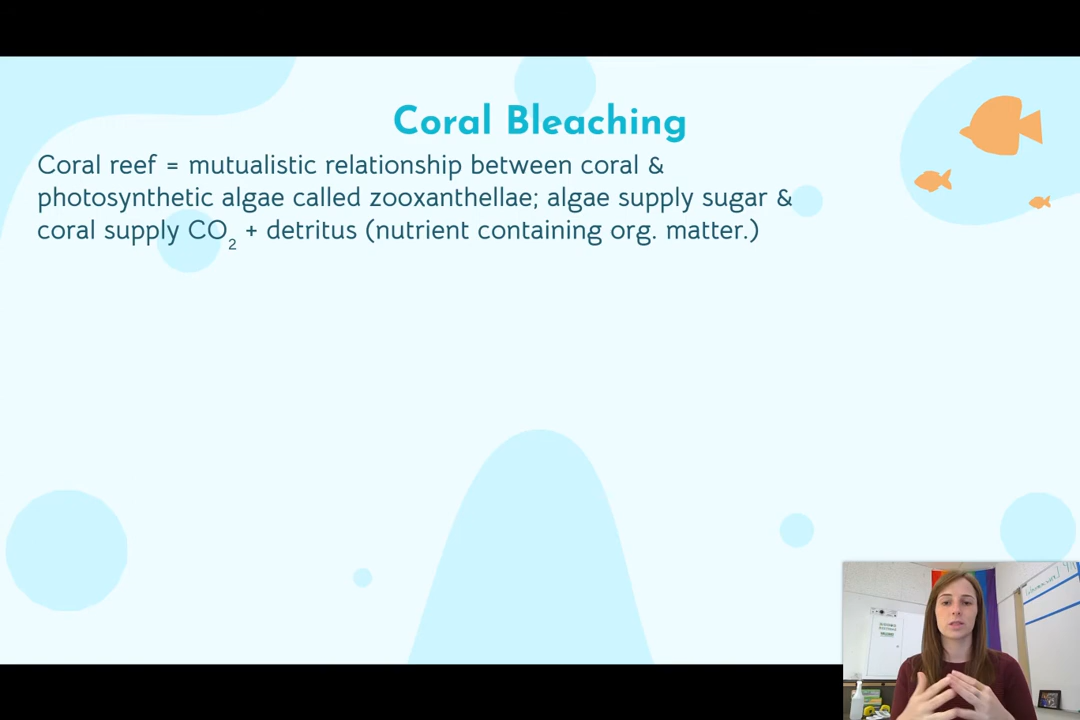 Coral Bleaching
Coral reef = mutualistic relationship between coral &
photosynthetic algae called zooxanthellae; algae supply sugar &
coral supply CO₂ + detritus (nutrient containing org. matter.)